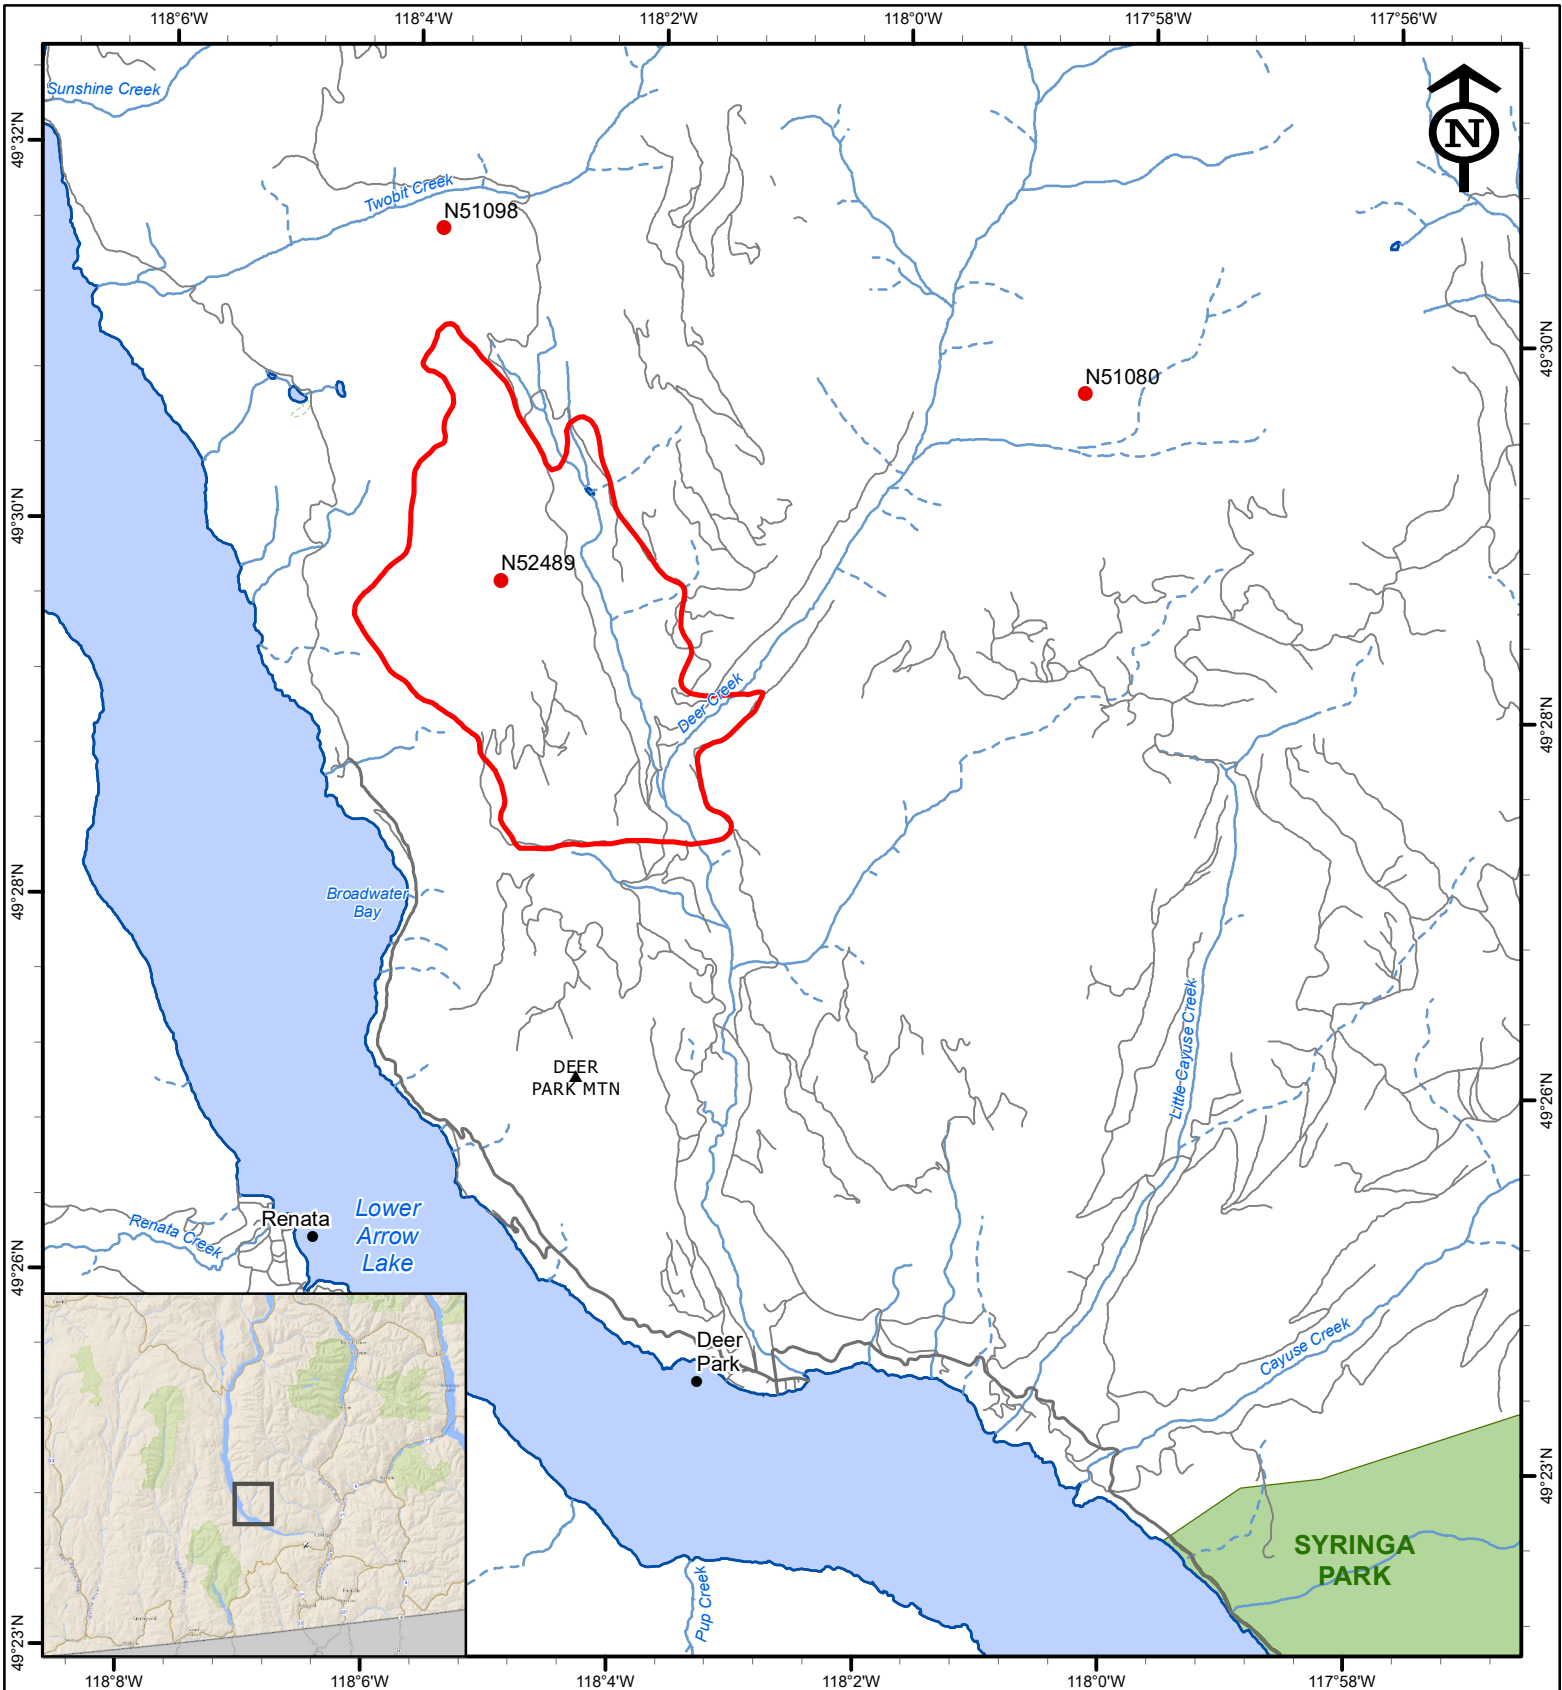 118°6'W
118°4'W
118°2'W
118°0'W
117°58'W
117°56'W
Sunshine Creek
N
49°32'N
Twobit Creek
N51098
49°30'N
N51080
49°30'N
N52489
Deer Creek
49°28'N
49°28'N
Broadwater
Bay
Little Cayuse Creek
DEER
PARK MTN
49°26'N
Renata
Renata Creek
Lower
Arrow
Lake
49°26'N
Deer
Park
Cayuse Creek
49°23'N
SYRINGA
PARK
Pup Creek
49°23'N
118°8'W
118°6'W
118°4'W
118°2'W
118°0'W
117°58'W